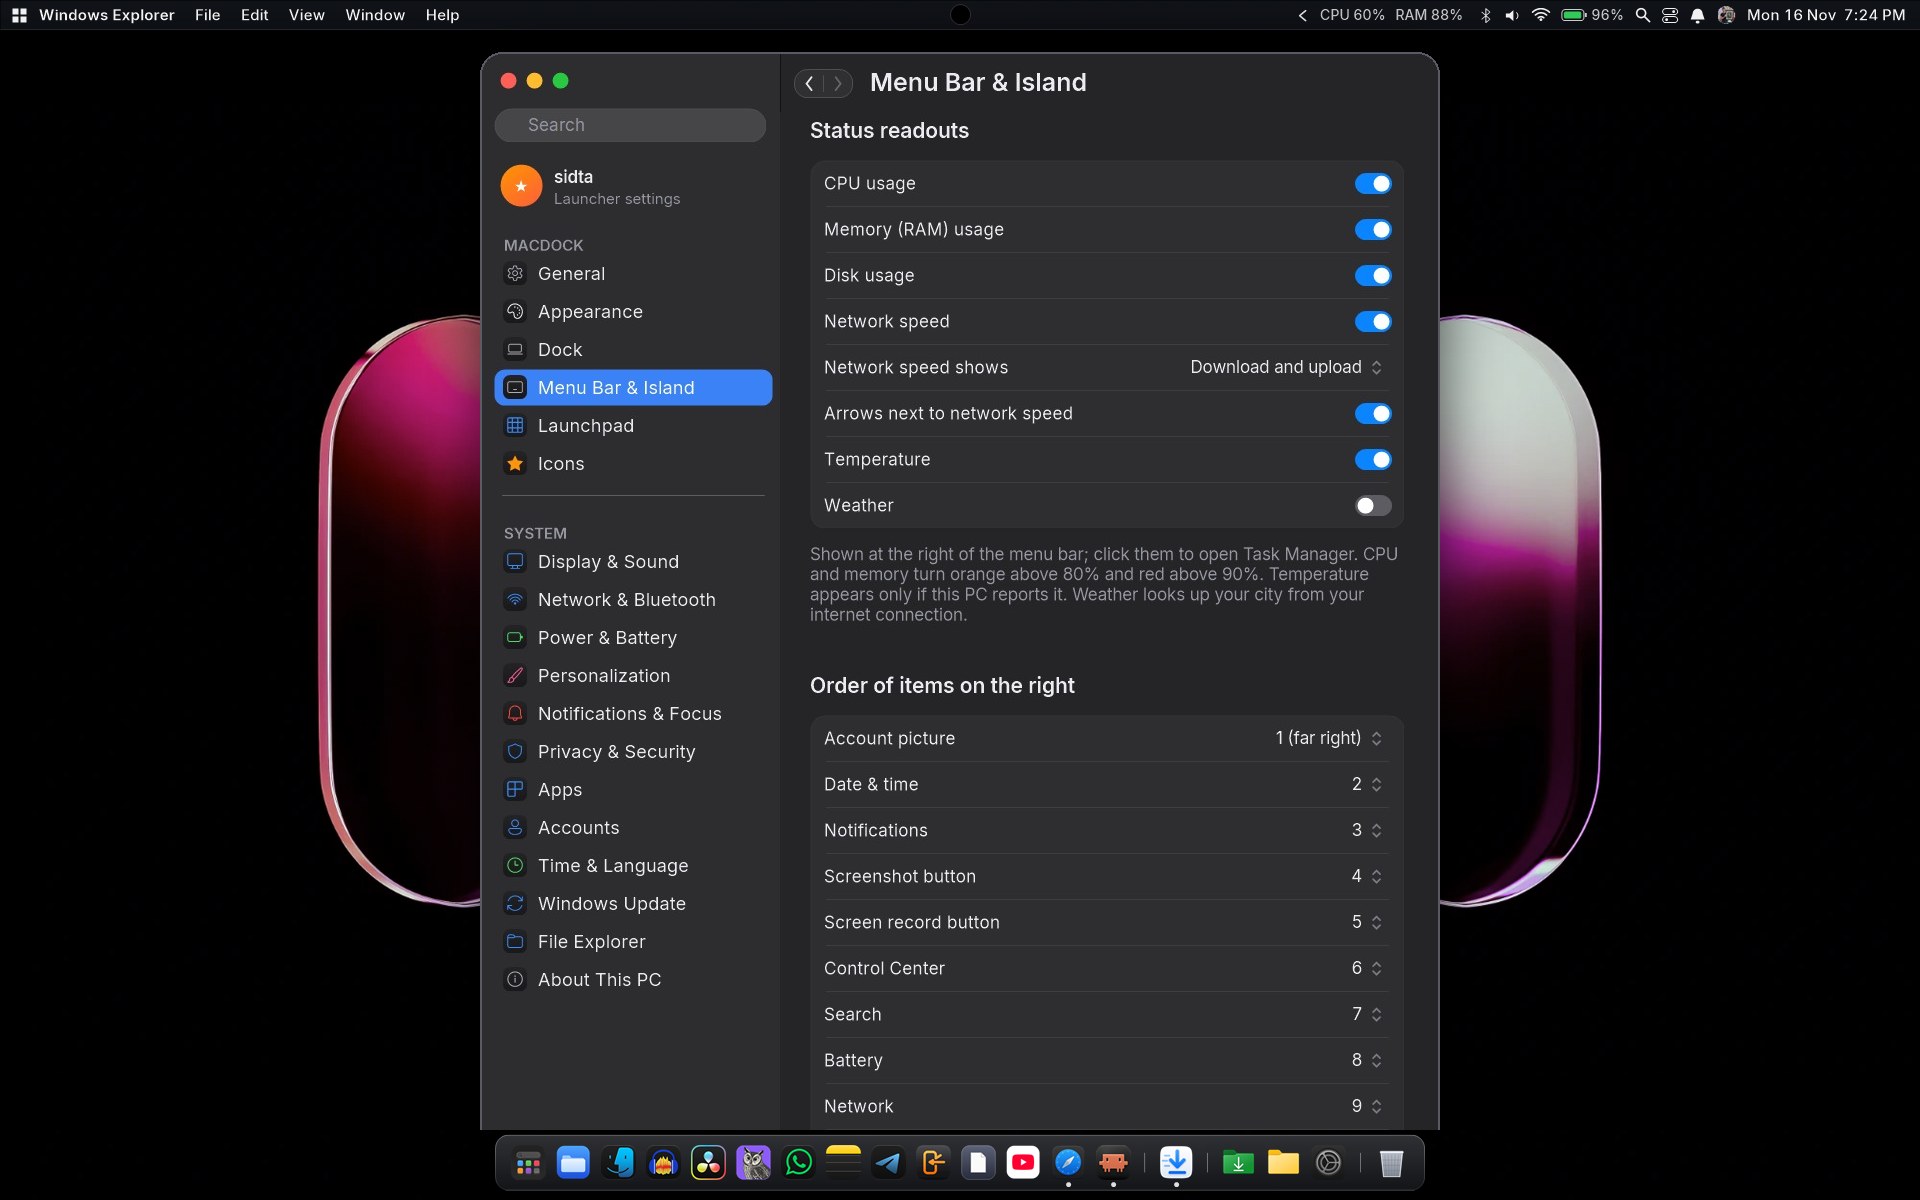 Windows Explorer File Edit View Window Help
CPU 60% RAM 88% 96% Mon 16 Nov 7:24 PM
Search
sidta
Launcher settings
MACDOCK
General
Appearance
Dock
Menu Bar & Island
Launchpad
Icons
SYSTEM
Display & Sound
Network & Bluetooth
Power & Battery
Personalization
Notifications & Focus
Privacy & Security
Apps
Accounts
Time & Language
Windows Update
File Explorer
About This PC
Menu Bar & Island
Status readouts
CPU usage
Memory (RAM) usage
Disk usage
Network speed
Network speed shows Download and upload
Arrows next to network speed
Temperature
Weather
Shown at the right of the menu bar; click them to open Task Manager. CPU
and memory turn orange above 80% and red above 90%. Temperature
appears only if this PC reports it. Weather looks up your city from your
internet connection.
Order of items on the right
Account picture 1 (far right)
Date & time 2
Notifications 3
Screenshot button 4
Screen record button 5
Control Center 6
Search 7
Battery 8
Network 9